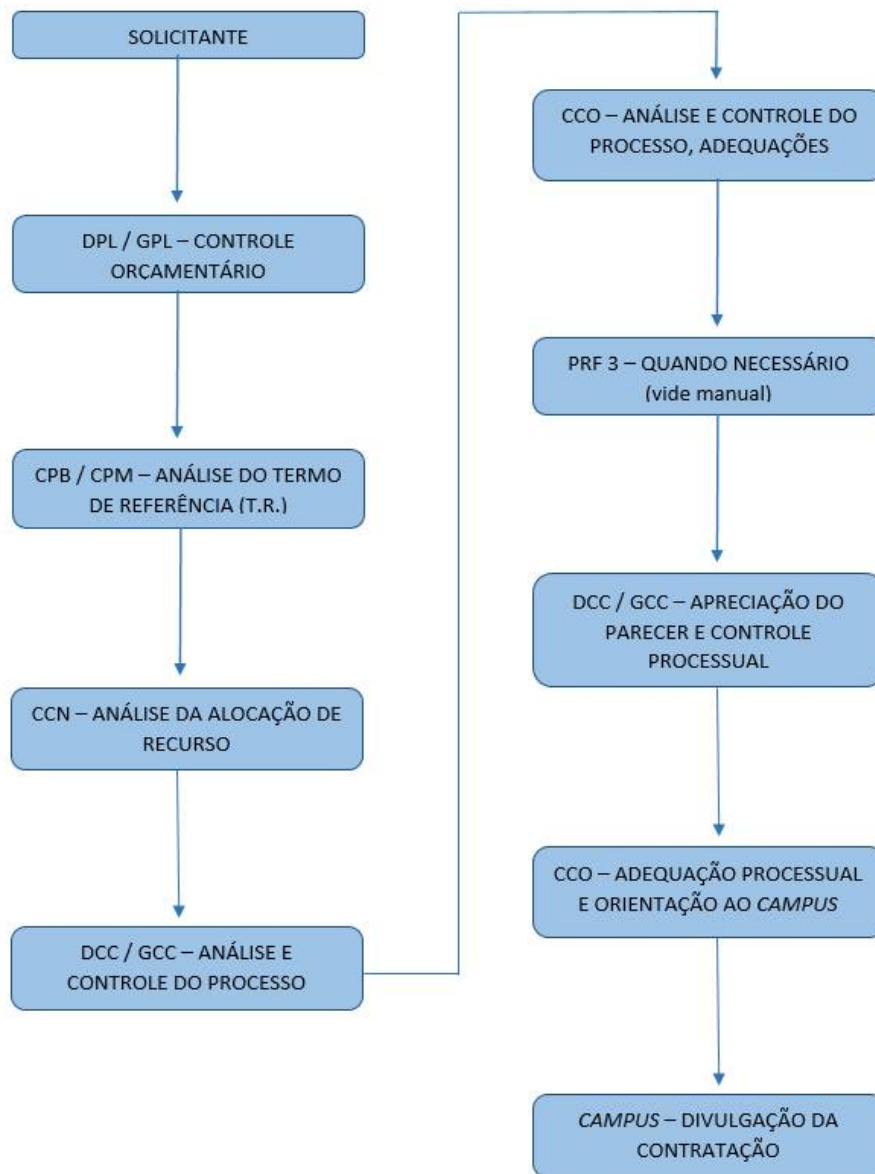 SOLICITANTE
DPL / GPL – CONTROLE
ORÇAMENTÁRIO
CPB / CPM – ANÁLISE DO TERMO
DE REFERÊNCIA (T.R.)
CCN – ANÁLISE DA ALOCAÇÃO DE
RECURSO
DCC / GCC – ANÁLISE E
CONTROLE DO PROCESSO
CCO – ANÁLISE E CONTROLE DO
PROCESSO, ADEQUAÇÕES
PRF 3 – QUANDO NECESSÁRIO
(vide manual)
DCC / GCC – APRECIAÇÃO DO
PARECER E CONTROLE
PROCESSUAL
CCO – ADEQUAÇÃO PROCESSUAL
E ORIENTAÇÃO AO CAMPUS
CAMPUS – DIVULGAÇÃO DA
CONTRATAÇÃO